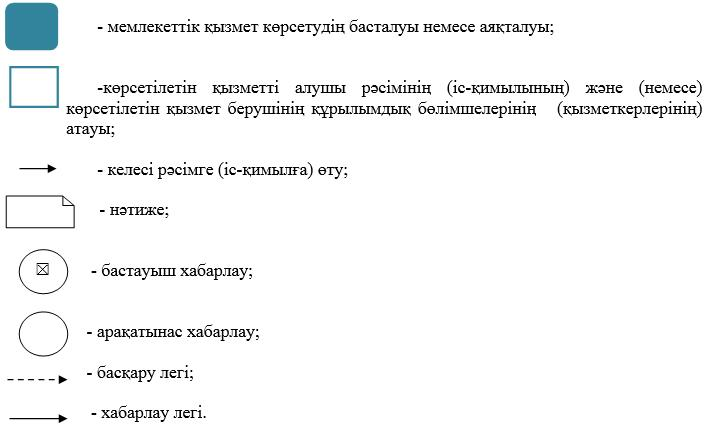 - мемлекеттік қызмет көрсетудің басталуы немесе аяқталуы;
-көрсетілетін қызметті алушы рәсімінің (іс-қимылының) және (немесе)
көрсетілетін қызмет берушінің құрылымдық бөлімшелерінің (қызметкерлерінің)
атауы;
- келесі рәсімге (іс-қимылға) өту;
- нәтиже;
- бастауыш хабарлау;
- арақатынас хабарлау;
- басқару легі;
- хабарлау легі.